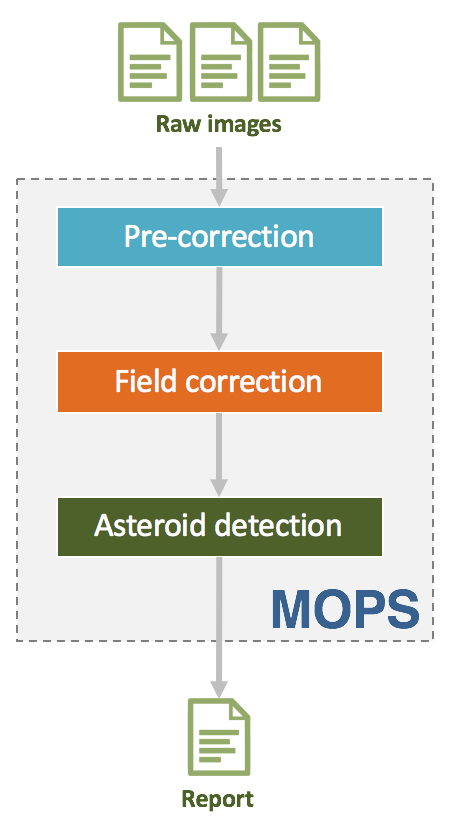 Raw images
Pre-correction
Field correction
Asteroid detection
MOPS
Report